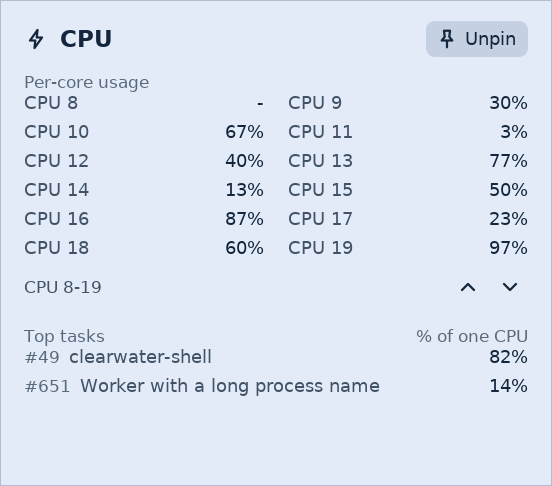 CPU
Unpin
Per-core usage
CPU 8 - CPU 9 30%
CPU 10 67% CPU 11 3%
CPU 12 40% CPU 13 77%
CPU 14 13% CPU 15 50%
CPU 16 87% CPU 17 23%
CPU 18 60% CPU 19 97%
CPU 8-19
Top tasks % of one CPU
#49 clearwater-shell 82%
#651 Worker with a long process name 14%